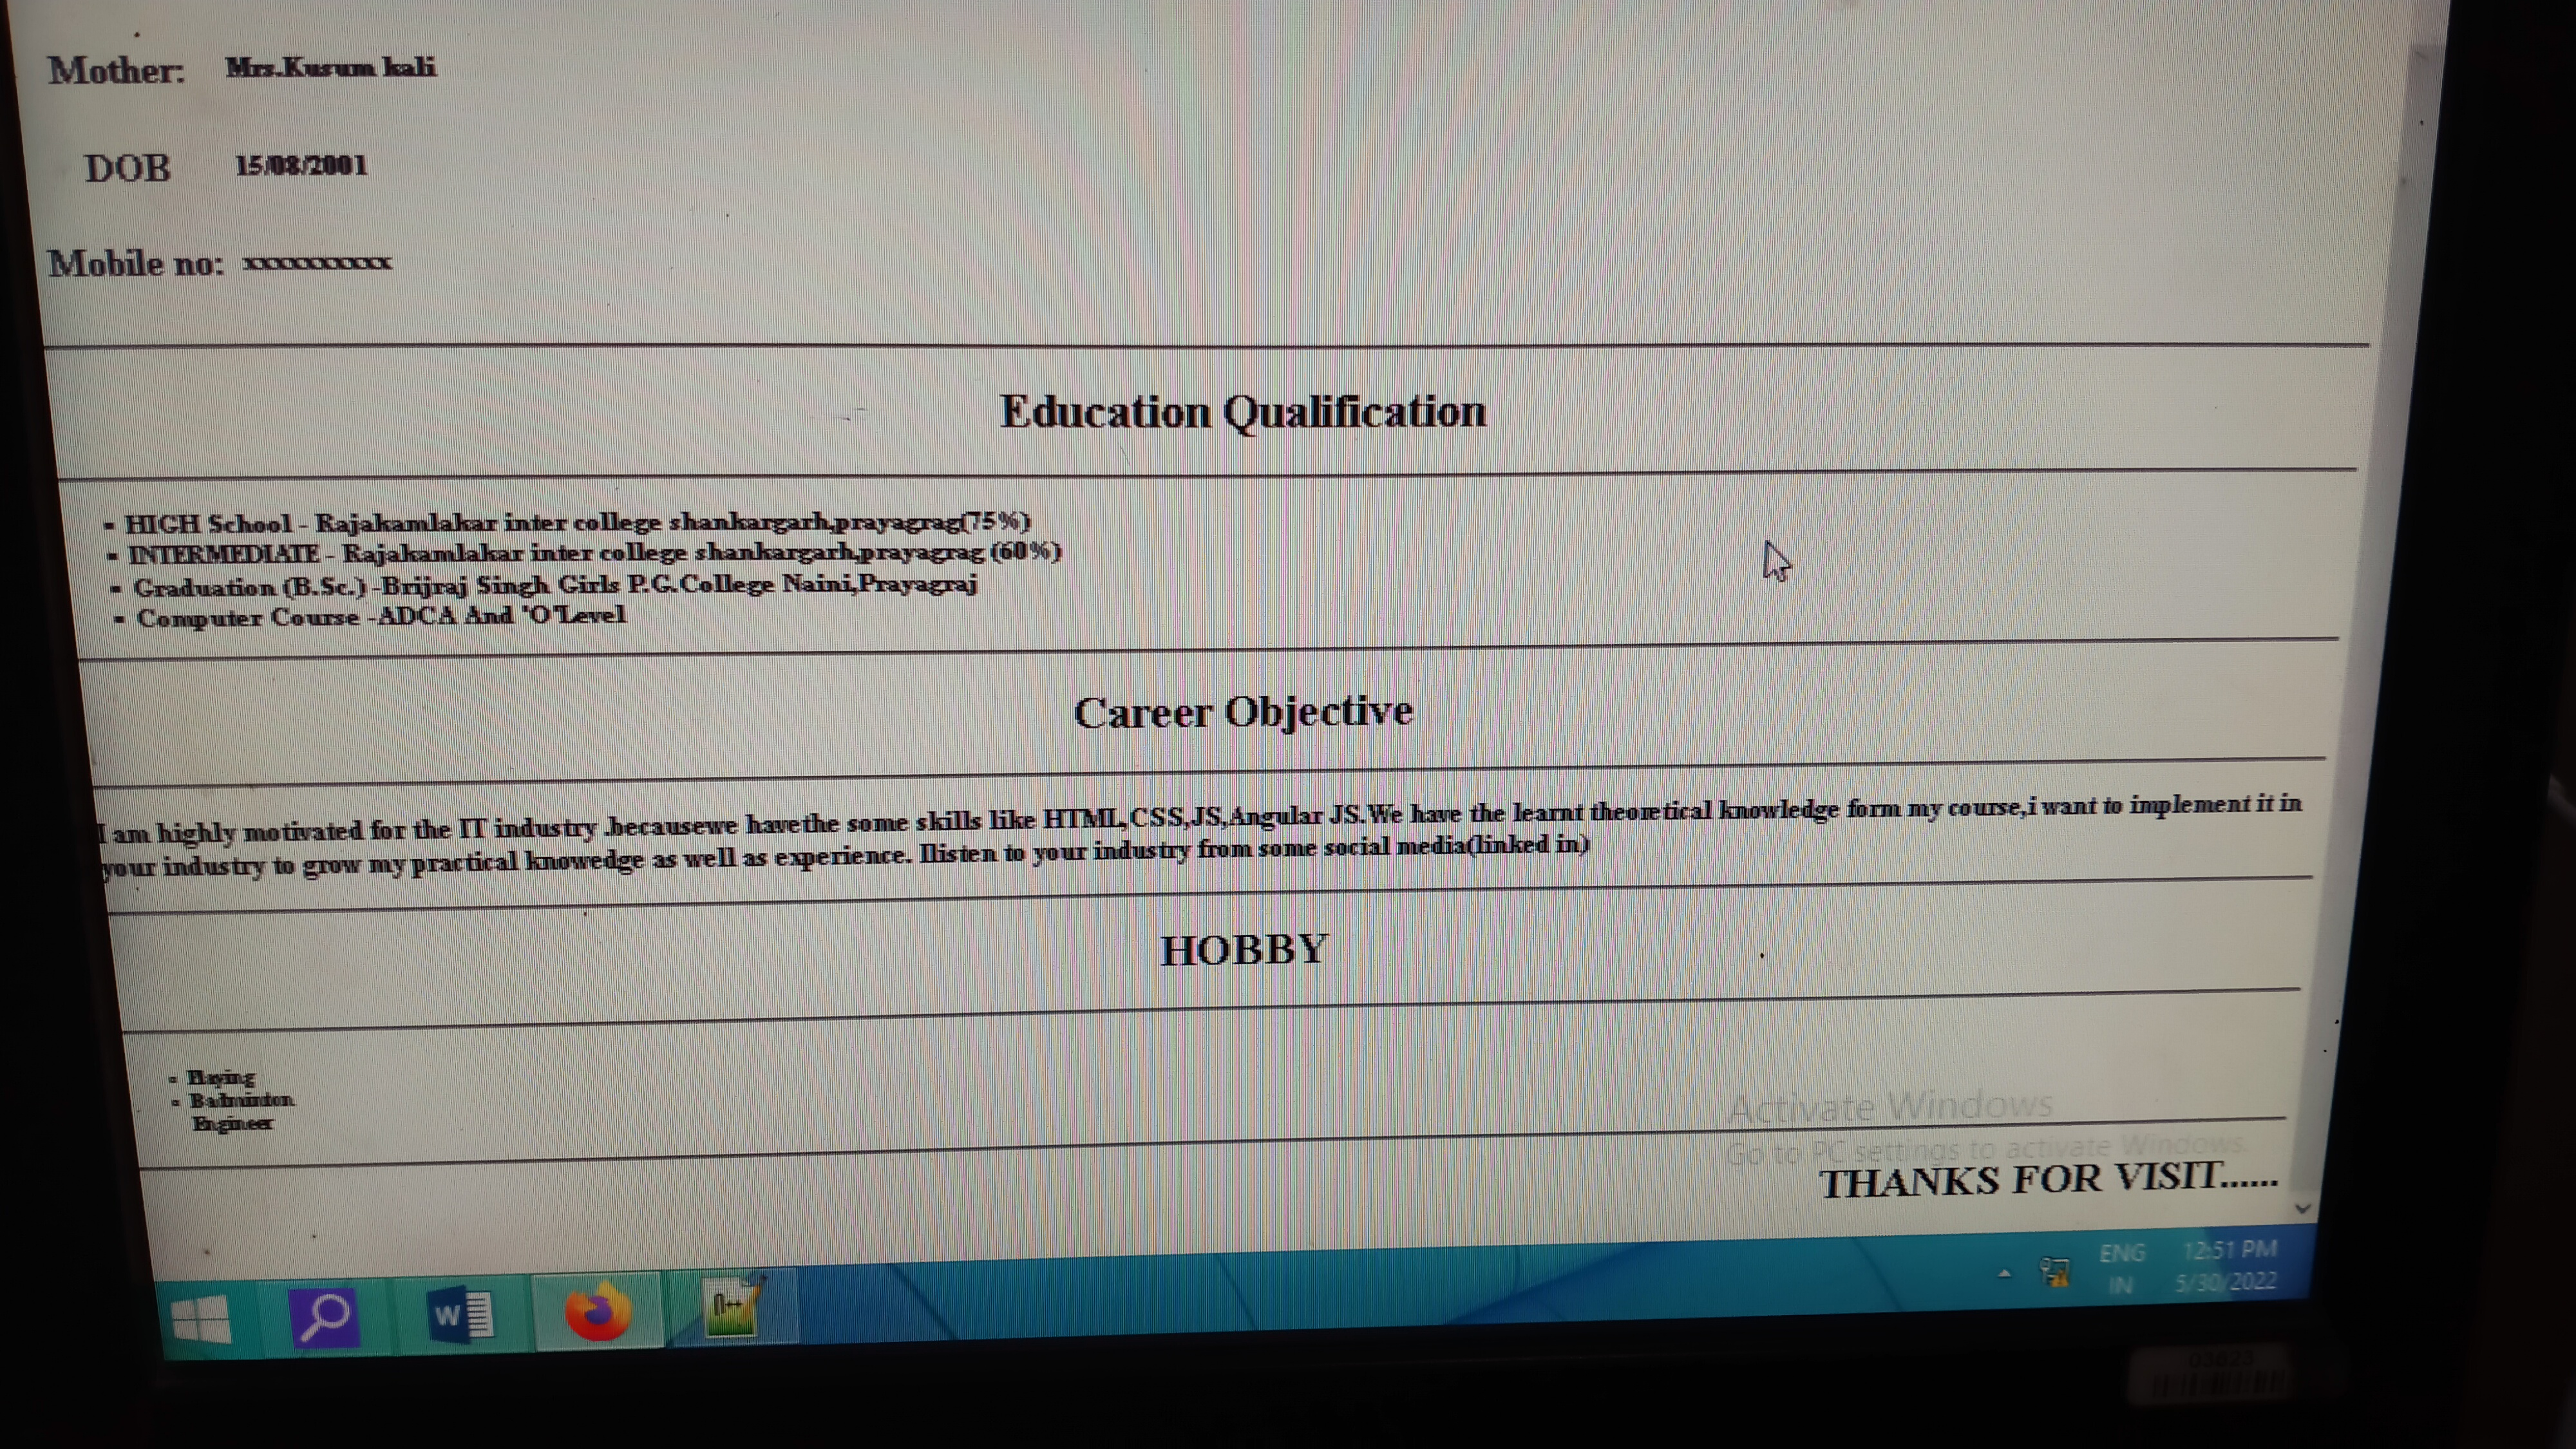 Mother: Mrs.Kusum kali
DOB 15/08/2001
Mobile no: xxxxxxxxxx
Education Qualification
▪ HIGH School - Rajakamlakar inter college shankargarh,prayagrag(75%)
▪ INTERMEDIATE - Rajakamlakar inter college shankargarh,prayagrag (60%)
▪ Graduation (B.Sc.) -Brijraj Singh Girls P.G.College Naini,Prayagraj
▪ Computer Course -ADCA And 'O'Level
Career Objective
I am highly motivated for the IT industry .becausewe havethe some skills like HTML,CSS,JS,Angular JS.We have the learnt theoretical knowledge form my course,i want to implement it in
your industry to grow my practical knowedge as well as experience. Ilisten to your industry from some social media(linked in)
HOBBY
▪ Playing
▪ Badminton
Engineer
Activate Windows
Go to PC settings to activate Windows.
THANKS FOR VISIT......
ENG 12:51 PM
IN 5/30/2022
03623